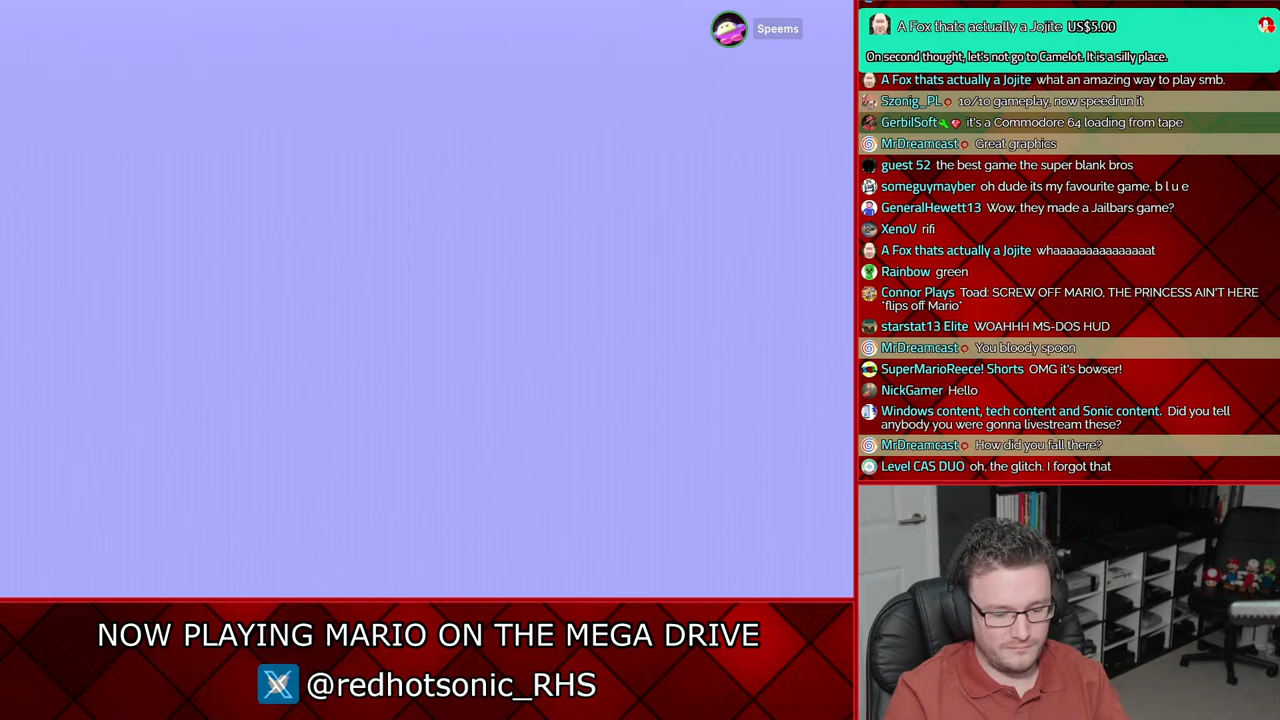 Speems
A Fox thats actually a Jojite US$5.00
On second thought, let's not go to Camelot. It is a silly place.
A Fox thats actually a Jojite what an amazing way to play smb.
Szonig_PL 10/10 gameplay, now speedrun it
GerbilSoft it's a Commodore 64 loading from tape
MrDreamcast Great graphics
guest 52 the best game the super blank bros
someguymayber oh dude its my favourite game, b l u e
GeneralHewett13 Wow, they made a Jailbars game?
XenoV rifi
A Fox thats actually a Jojite whaaaaaaaaaaaaaat
Rainbow green
Connor Plays Toad: SCREW OFF MARIO, THE PRINCESS AIN'T HERE
*flips off Mario*
starstat13 Elite WOAHHH MS-DOS HUD
MrDreamcast You bloody spoon
SuperMarioReece! Shorts OMG it's bowser!
NickGamer Hello
Windows content, tech content and Sonic content. Did you tell
anybody you were gonna livestream these?
MrDreamcast How did you fall there?
Level CAS DUO oh, the glitch. I forgot that
NOW PLAYING MARIO ON THE MEGA DRIVE
@redhotsonic_RHS